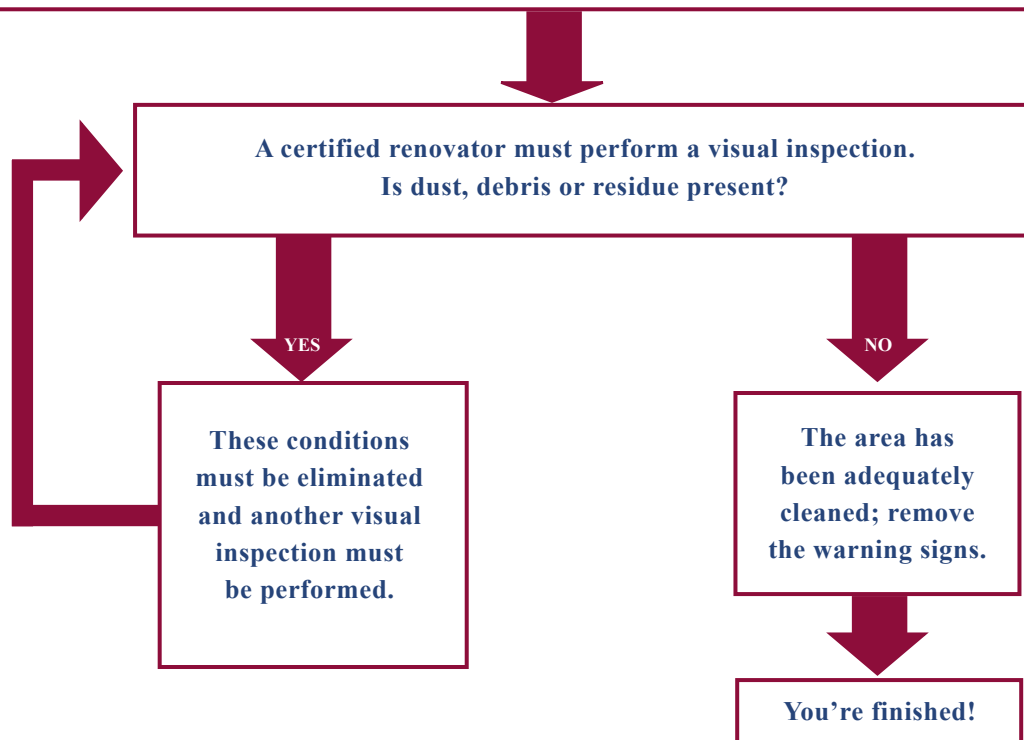 A certified renovator must perform a visual inspection.
Is dust, debris or residue present?
YES
NO
These conditions
must be eliminated
and another visual
inspection must
be performed.
The area has
been adequately
cleaned; remove
the warning signs.
You’re finished!